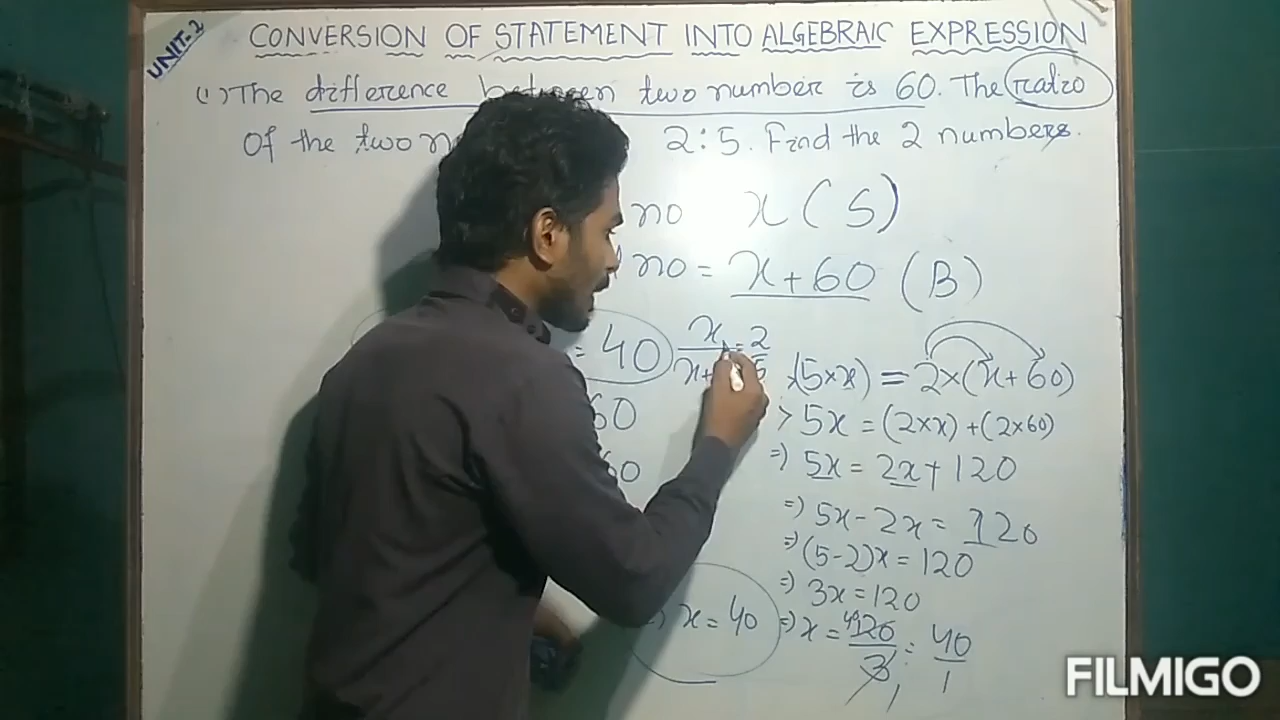 UNIT-2
CONVERSION OF STATEMENT INTO ALGEBRAIC EXPRESSION
(1) The difference between two number is 60. The ratio
Of the two 2:5. Find the 2 numbers.
no x (S)
no = x+60 (B)
= 40
60
60
x/x+ = 2/5
(5×x) = 2×(x+60)
> 5x = (2×x)+(2×60)
=) 5x = 2x+120
=) 5x-2x = 120
=) (5-2)x = 120
=) 3x = 120
=) x = 120/3 = 40/1
x = 40
FILMIGO